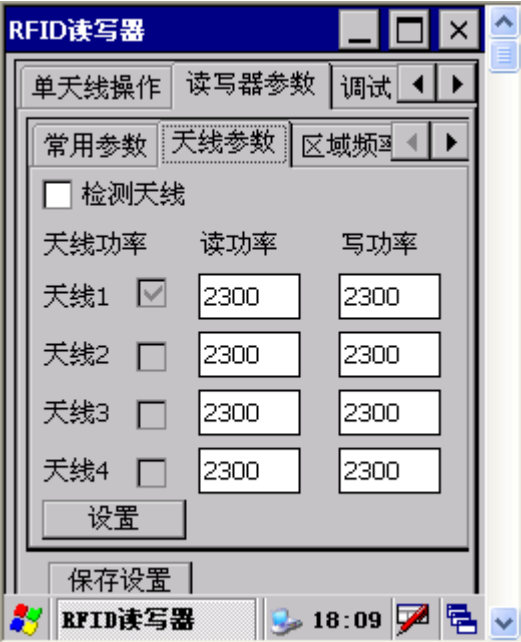 RFID读写器
单天线操作 读写器参数 调试
常用参数 天线参数 区域频率
检测天线
天线功率 读功率 写功率
天线1 2300 2300
天线2 2300 2300
天线3 2300 2300
天线4 2300 2300
设置
保存设置
RFID读写器 18:09